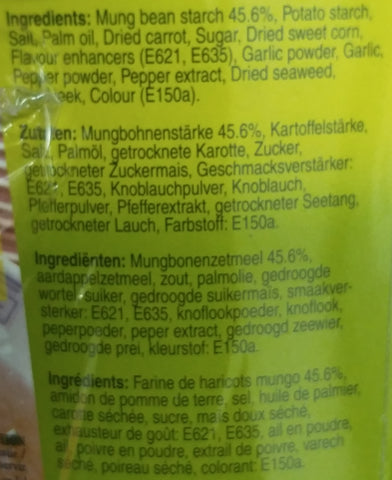 Ingredients: Mung bean starch 45.6%, Potato starch,
Salt, Palm oil, Dried carrot, Sugar, Dried sweet corn,
Flavour enhancers (E621, E635), Garlic powder, Garlic,
Pepper powder, Pepper extract, Dried seaweed,
eek, Colour (E150a).
Zutaten: Mungbohnenstärke 45.6%, Kartoffelstärke,
Salz, Palmöl, getrocknete Karotte, Zucker,
getrockneter Zuckermais, Geschmacksverstärker:
E621, E635, Knoblauchpulver, Knoblauch,
Pfefferpulver, Pfefferextrakt, getrockneter Seetang,
getrockneter Lauch, Farbstoff: E150a.
Ingrediënten: Mungbonenzetmeel 45.6%,
aardappelzetmeel, zout, palmolie, gedroogde
wortel, suiker, gedroogde suikermaïs, smaakver-
sterker: E621, E635, knoflookpoeder, knoflook,
peperpoeder, peper extract, gedroogd zeewier,
gedroogde prei, kleurstof: E150a.
Ingrédients: Farine de haricots mungo 45.6%,
amidon de pomme de terre, sel, huile de palmier,
carotte séchée, sucre, maïs doux séché,
exhausteur de goût: E621, E635, ail en poudre,
ail, poivre en poudre, extrait de poivre, varech
séché, poireau séché, colorant: E150a.